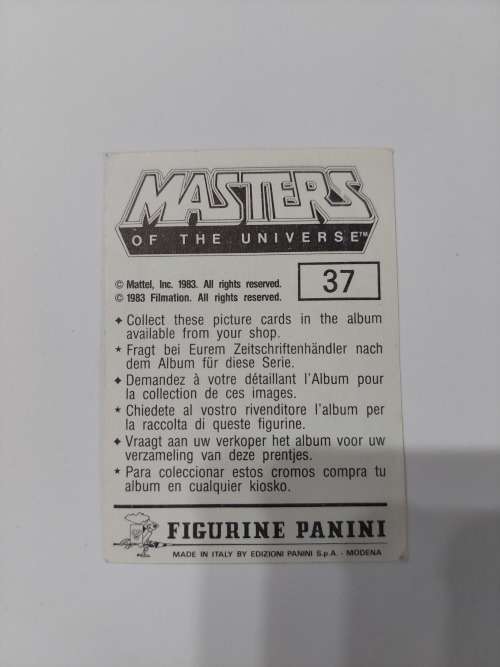 MASTERS
OF THE UNIVERSE™
© Mattel, Inc. 1983. All rights reserved.
© 1983 Filmation. All rights reserved.
37
✦ Collect these picture cards in the album
available from your shop.
★ Fragt bei Eurem Zeitschriftenhändler nach
dem Album für diese Serie.
✦ Demandez à votre détaillant l'Album pour
la collection de ces images.
★ Chiedete al vostro rivenditore l'album per
la raccolta di queste figurine.
✦ Vraagt aan uw verkoper het album voor uw
verzameling van deze prentjes.
★ Para coleccionar estos cromos compra tu
album en cualquier kiosko.
FIGURINE PANINI
MADE IN ITALY BY EDIZIONI PANINI S.p.A. - MODENA